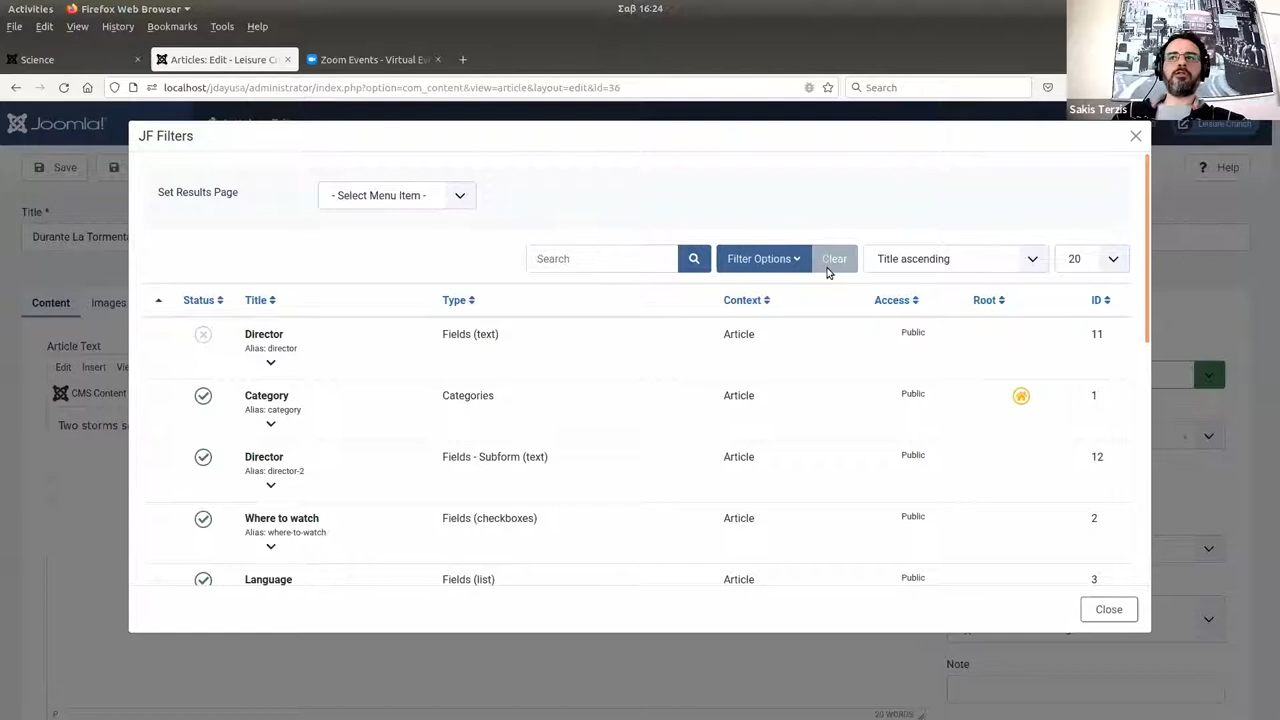 Activities Firefox Web Browser Σαβ 16:24
File Edit View History Bookmarks Tools Help
Science Articles: Edit - Leisure C Zoom Events - Virtual Ev
localhost/jdayusa/administrator/index.php?option=com_content&view=article&layout=edit&id=36 Search
Sakis Terzis
Joomla! Leisure Crunch
JF Filters
Save Help
Set Results Page - Select Menu Item -
Title *
Durante La Torment
Search Filter Options Clear Title ascending 20
Content Images
Status Title Type Context Access Root ID
Article Text
Edit Insert Vi
CMS Content
Two storms s
Director Fields (text) Article Public 11
Alias: director
Category Categories Article Public 1
Alias: category
Director Fields - Subform (text) Article Public 12
Alias: director-2
Where to watch Fields (checkboxes) Article Public 2
Alias: where-to-watch
Language Fields (list) Article Public 3
Close
Note
P 20 WORDS